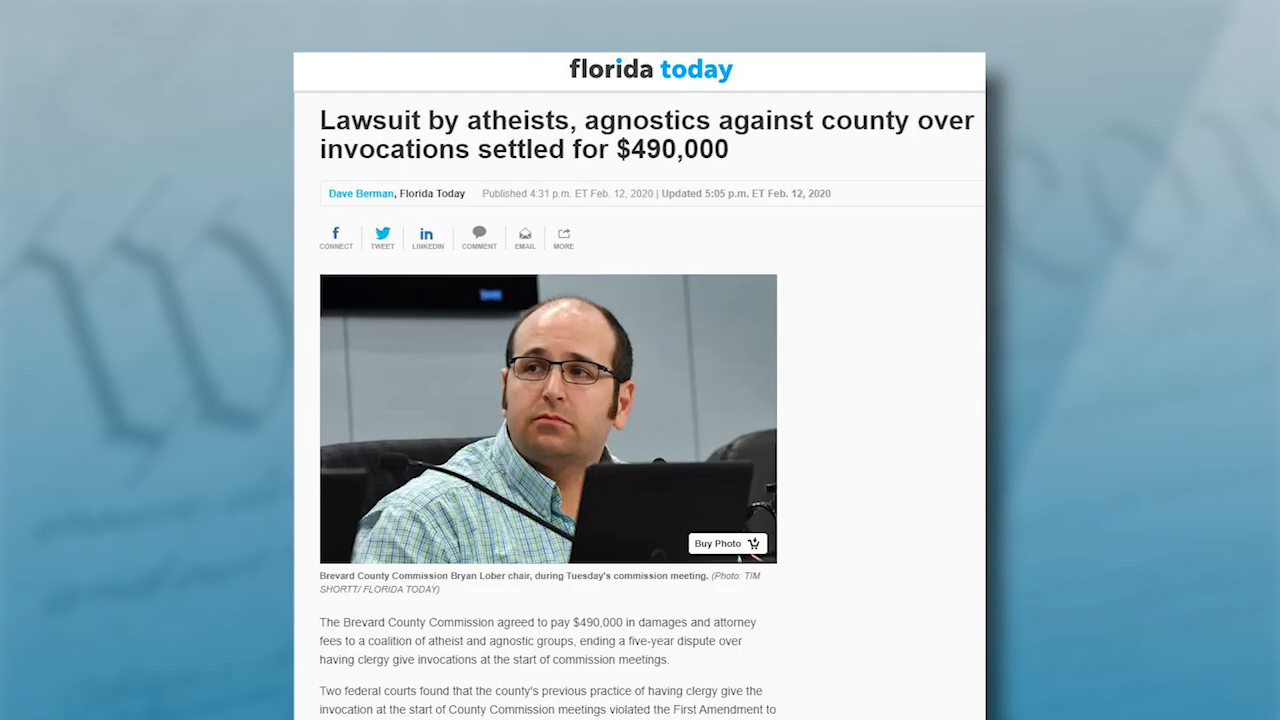 florida today
Lawsuit by atheists, agnostics against county over
invocations settled for $490,000
Dave Berman, Florida Today Published 4:31 p.m. ET Feb. 12, 2020 | Updated 5:05 p.m. ET Feb. 12, 2020
CONNECT TWEET LINKEDIN COMMENT EMAIL MORE
Buy Photo
Brevard County Commission Bryan Lober chair, during Tuesday's commission meeting. (Photo: TIM
SHORTT/ FLORIDA TODAY)
The Brevard County Commission agreed to pay $490,000 in damages and attorney
fees to a coalition of atheist and agnostic groups, ending a five-year dispute over
having clergy give invocations at the start of commission meetings.
Two federal courts found that the county's previous practice of having clergy give the
invocation at the start of County Commission meetings violated the First Amendment to